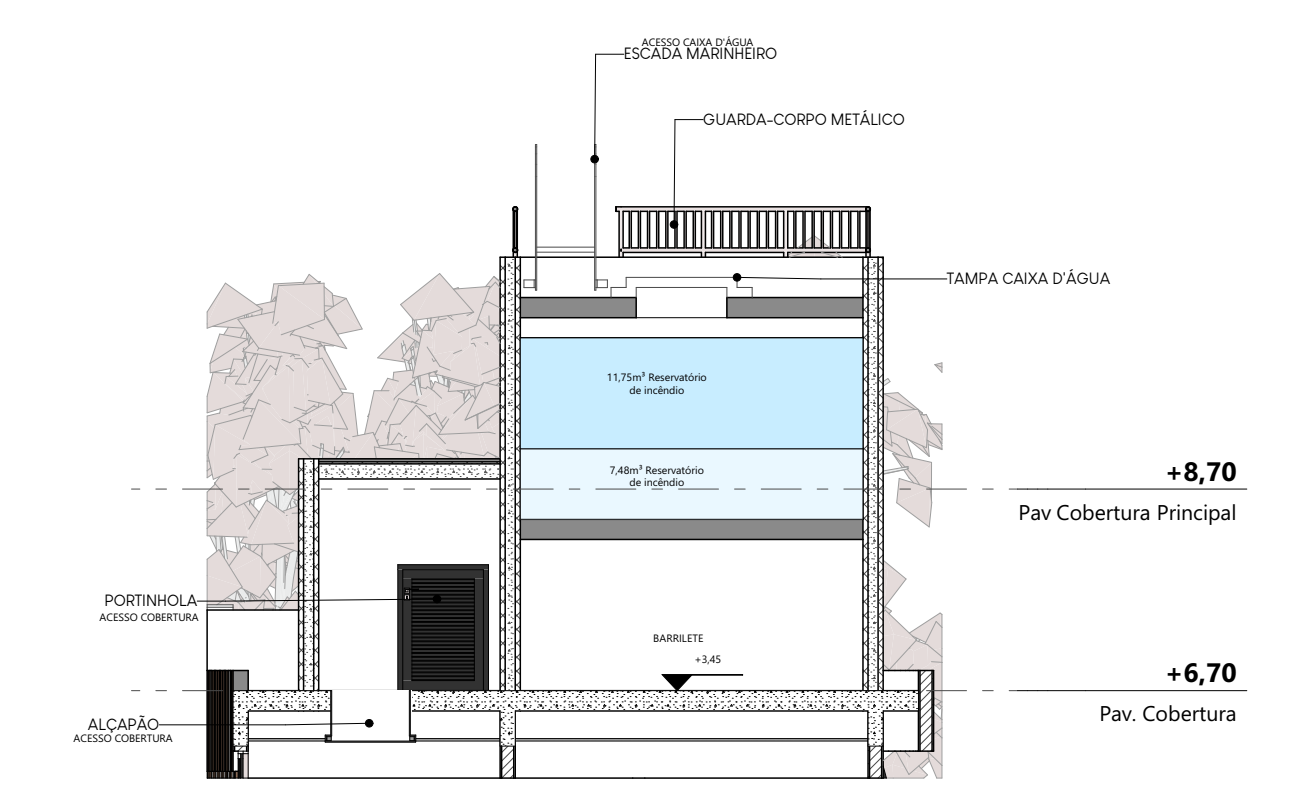 ACESSO CAIXA D'ÁGUA
ESCADA MARINHEIRO
GUARDA-CORPO METÁLICO
TAMPA CAIXA D'ÁGUA
11,75m³ Reservatório
de incêndio
7,48m³ Reservatório
de incêndio
+8,70
Pav Cobertura Principal
PORTINHOLA
ACESSO COBERTURA
BARRILETE
+3,45
+6,70
Pav. Cobertura
ALÇAPÃO
ACESSO COBERTURA